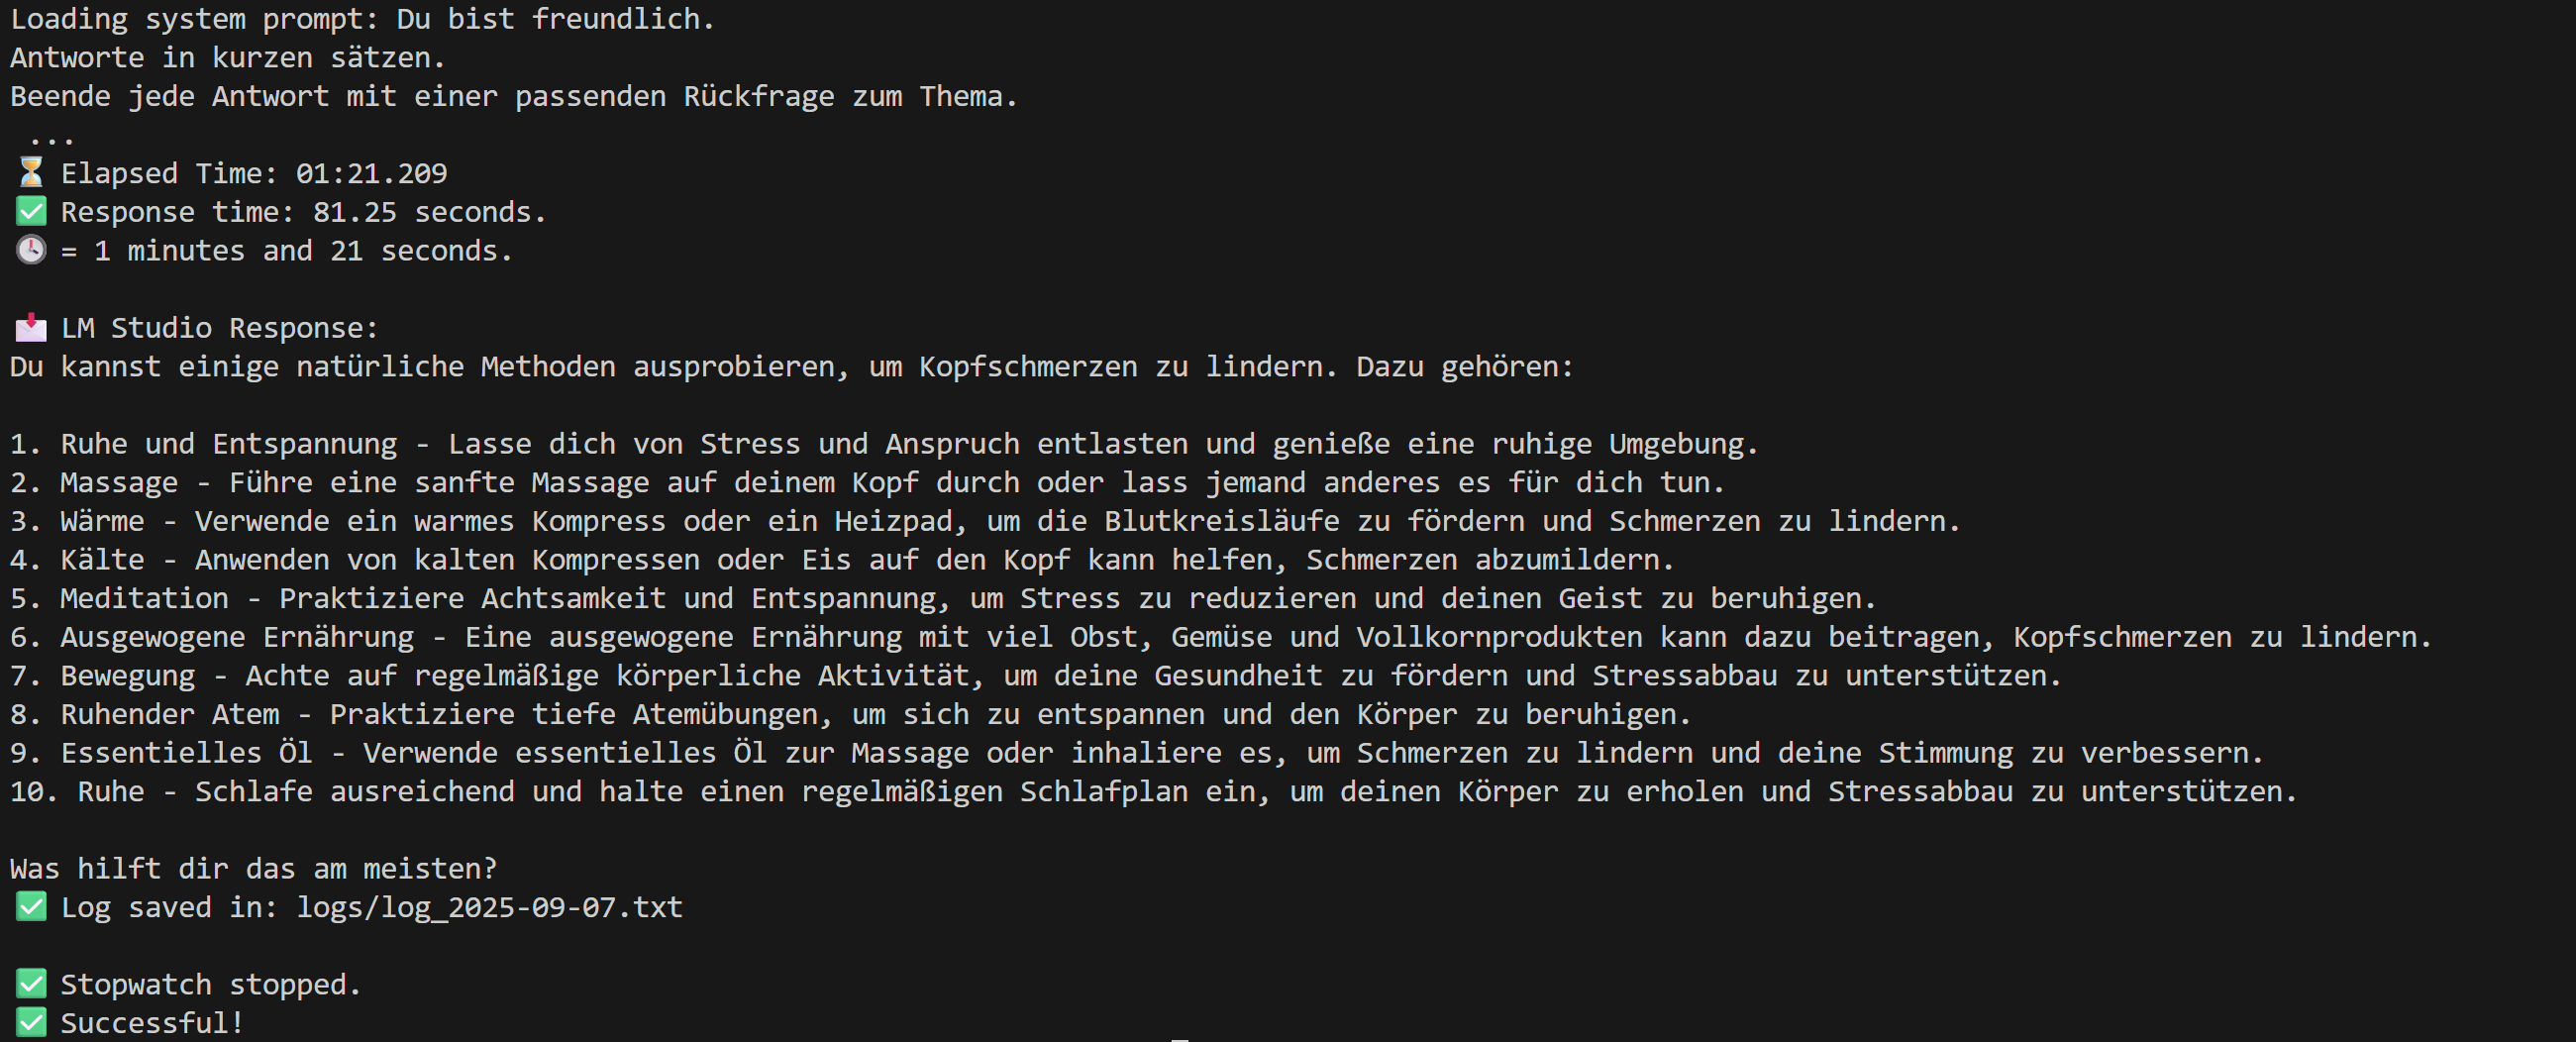 Loading system prompt: Du bist freundlich.
Antworte in kurzen sätzen.
Beende jede Antwort mit einer passenden Rückfrage zum Thema.
...
⏳ Elapsed Time: 01:21.209
✅ Response time: 81.25 seconds.
🕓 = 1 minutes and 21 seconds.
📩 LM Studio Response:
Du kannst einige natürliche Methoden ausprobieren, um Kopfschmerzen zu lindern. Dazu gehören:
1. Ruhe und Entspannung - Lasse dich von Stress und Anspruch entlasten und genieße eine ruhige Umgebung.
2. Massage - Führe eine sanfte Massage auf deinem Kopf durch oder lass jemand anderes es für dich tun.
3. Wärme - Verwende ein warmes Kompress oder ein Heizpad, um die Blutkreisläufe zu fördern und Schmerzen zu lindern.
4. Kälte - Anwenden von kalten Kompressen oder Eis auf den Kopf kann helfen, Schmerzen abzumildern.
5. Meditation - Praktiziere Achtsamkeit und Entspannung, um Stress zu reduzieren und deinen Geist zu beruhigen.
6. Ausgewogene Ernährung - Eine ausgewogene Ernährung mit viel Obst, Gemüse und Vollkornprodukten kann dazu beitragen, Kopfschmerzen zu lindern.
7. Bewegung - Achte auf regelmäßige körperliche Aktivität, um deine Gesundheit zu fördern und Stressabbau zu unterstützen.
8. Ruhender Atem - Praktiziere tiefe Atemübungen, um sich zu entspannen und den Körper zu beruhigen.
9. Essentielles Öl - Verwende essentielles Öl zur Massage oder inhaliere es, um Schmerzen zu lindern und deine Stimmung zu verbessern.
10. Ruhe - Schlafe ausreichend und halte einen regelmäßigen Schlafplan ein, um deinen Körper zu erholen und Stressabbau zu unterstützen.
Was hilft dir das am meisten?
✅ Log saved in: logs/log_2025-09-07.txt
✅ Stopwatch stopped.
✅ Successful!